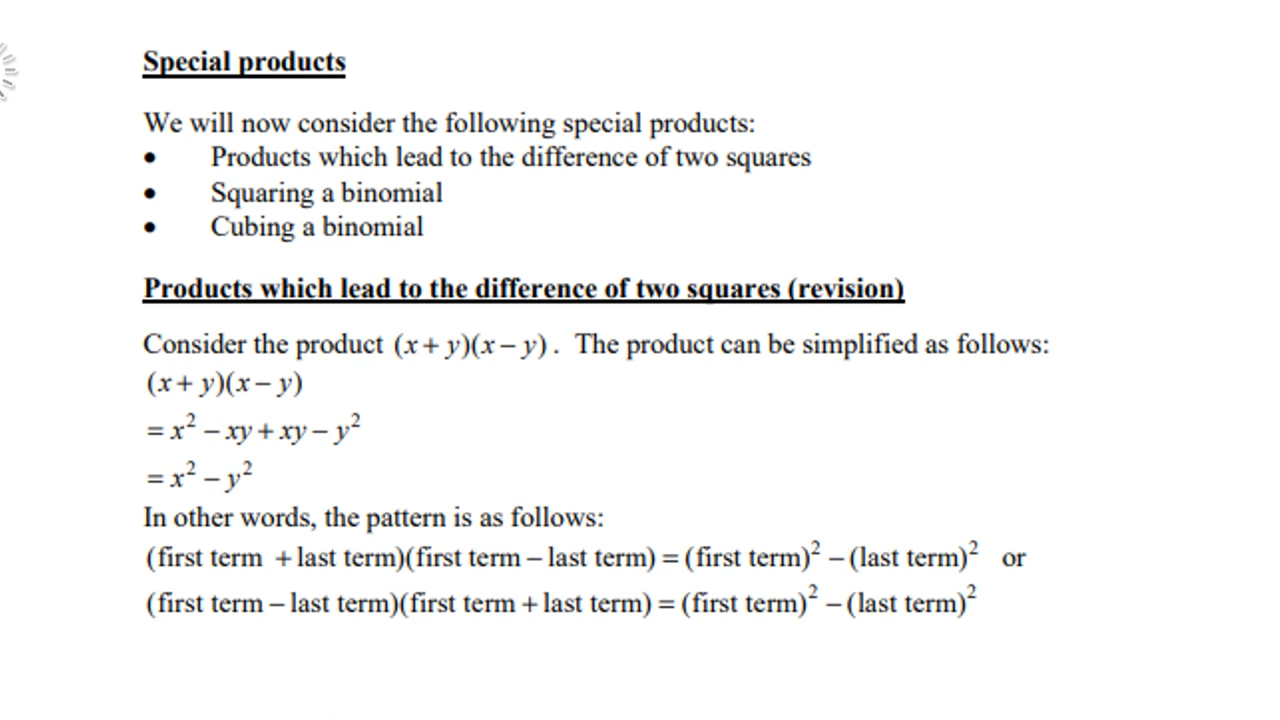 Special products
We will now consider the following special products:
• Products which lead to the difference of two squares
• Squaring a binomial
• Cubing a binomial
Products which lead to the difference of two squares (revision)
Consider the product (x + y)(x − y). The product can be simplified as follows:
(x + y)(x − y)
= x² − xy + xy − y²
= x² − y²
In other words, the pattern is as follows:
(first term + last term)(first term − last term) = (first term)² − (last term)² or
(first term − last term)(first term + last term) = (first term)² − (last term)²